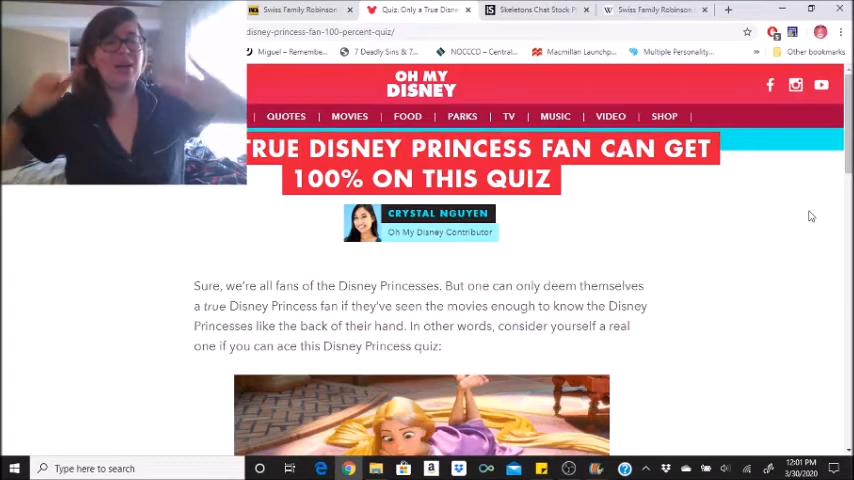 Swiss Family Robinson
Quiz: Only a True Disne
Skeletons Chat Stock P
Swiss Family Robinson
disney-princess-fan-100-percent-quiz/
Miguel – Remembe...
7 Deadly Sins & 7...
NOCCCD – Central...
Macmillan Launchp...
Multiple Personality...
»
Other bookmarks
OH MY
DISNEY
QUOTES | MOVIES | FOOD | PARKS | TV | MUSIC | VIDEO | SHOP
TRUE DISNEY PRINCESS FAN CAN GET
100% ON THIS QUIZ
CRYSTAL NGUYEN
Oh My Disney Contributor
Sure, we're all fans of the Disney Princesses. But one can only deem themselves
a true Disney Princess fan if they've seen the movies enough to know the Disney
Princesses like the back of their hand. In other words, consider yourself a real
one if you can ace this Disney Princess quiz:
Type here to search
12:01 PM
3/30/2020